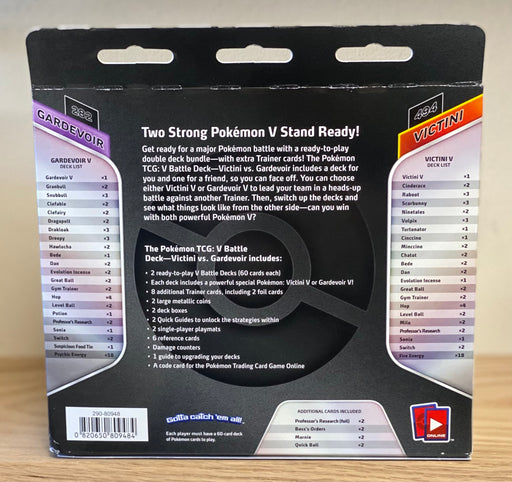 282
GARDEVOIR
GARDEVOIR V
DECK LIST
Gardevoir V ×1
Granbull ×2
Snubbull ×1
Clefable ×2
Clefairy ×2
Dragapult ×2
Drakloak ×1
Dreepy ×3
Hawlucha ×2
Bede ×1
Dan ×2
Evolution Incense ×2
Great Ball ×2
Gym Trainer ×2
Hop ×4
Level Ball ×2
Potion ×1
Professor's Research ×2
Sonia ×1
Switch ×2
Suspicious Food Tin ×1
Psychic Energy ×18
Two Strong Pokémon V Stand Ready!
Get ready for a major Pokémon battle with a ready-to-play
double deck bundle—with extra Trainer cards! The Pokémon
TCG: V Battle Deck—Victini vs. Gardevoir includes a deck for
you and one for a friend, so you can face off. You can choose
either Victini V or Gardevoir V to lead your team in a heads-up
battle against another Trainer. Then, switch up the decks and
see what things look like from the other side—can you win
with both powerful Pokémon V?
The Pokémon TCG: V Battle
Deck—Victini vs. Gardevoir includes:
• 2 ready-to-play V Battle Decks (60 cards each)
• Each deck includes a powerful special Pokémon: Victini V or Gardevoir V!
• 8 additional Trainer cards, including 2 foil cards
• 2 large metallic coins
• 2 deck boxes
• 2 Quick Guides to unlock the strategies within
• 2 single-player playmats
• 6 reference cards
• Damage counters
• 1 guide to upgrading your decks
• A code card for the Pokémon Trading Card Game Online
494
VICTINI
VICTINI V
DECK LIST
Victini V ×1
Cinderace ×2
Raboot ×2
Scorbunny ×3
Ninetales ×2
Vulpix ×3
Torkoal ×1
Cinccino ×2
Minccino ×2
Chatot ×2
Bede ×2
Dan ×2
Evolution Incense ×2
Great Ball ×2
Gym Trainer ×2
Hop ×4
Level Ball ×2
Milo ×2
Professor's Research ×2
Sonia ×1
Switch ×2
Fire Energy ×18
290-80948
0 820650 809484
Gotta catch 'em all!
Each player must have a 60 card deck
of Pokémon cards to play.
ADDITIONAL CARDS INCLUDED
Professor's Research (foil) ×2
Boss's Orders ×2
Marnie ×2
Quick Ball ×2
ONLINE